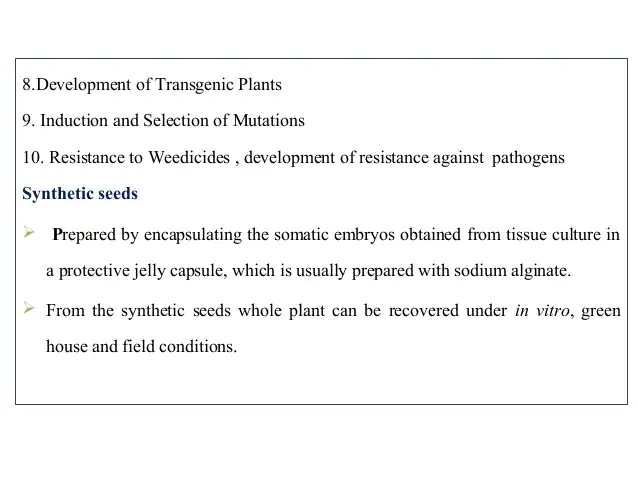 8.Development of Transgenic Plants
9. Induction and Selection of Mutations
10. Resistance to Weedicides , development of resistance against pathogens
Synthetic seeds
Prepared by encapsulating the somatic embryos obtained from tissue culture in
a protective jelly capsule, which is usually prepared with sodium alginate.
From the synthetic seeds whole plant can be recovered under in vitro, green
house and field conditions.